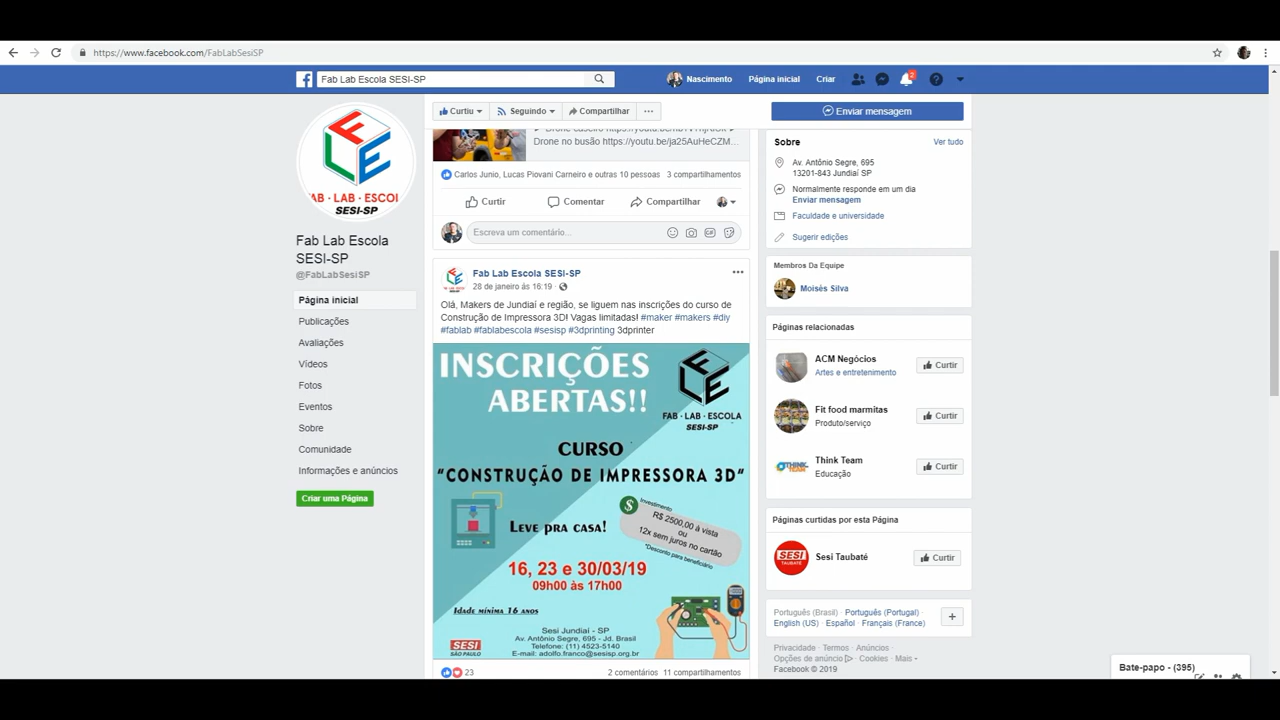 https://www.facebook.com/FabLabSesiSP
Fab Lab Escola SESI-SP
Nascimento
Página inicial
Criar
2
Curtiu
Seguindo
Compartilhar
Enviar mensagem
FAB · LAB · ESCOL
SESI-SP
Fab Lab Escola
SESI-SP
@FabLabSesiSP
Página inicial
Publicações
Avaliações
Vídeos
Fotos
Eventos
Sobre
Comunidade
Informações e anúncios
Criar uma Página
Drone no busão https://youtu.be/ja25AuHeCZM...
Carlos Junio, Lucas Piovani Carneiro e outras 10 pessoas 3 compartilhamentos
Curtir Comentar Compartilhar
Escreva um comentário...
GIF
Fab Lab Escola SESI-SP
28 de janeiro às 16:19 ·
Olá, Makers de Jundiaí e região, se liguem nas inscrições do curso de
Construção de Impressora 3D! Vagas limitadas! #maker #makers #diy
#fablab #fablabescola #sesisp #3dprinting 3dprinter
INSCRIÇÕES
ABERTAS!!
FAB · LAB · ESCOLA
SESI-SP
CURSO
"CONSTRUÇÃO DE IMPRESSORA 3D"
LEVE PRA CASA!
$
Investimento
R$ 2500,00 à vista
ou
12x sem juros no cartão
*Desconto para beneficiário
16, 23 e 30/03/19
09h00 às 17h00
IDADE MÍNIMA 16 ANOS
SESI
SÃO PAULO
Sesi Jundiaí - SP
Av. Antônio Segre, 695 - Jd. Brasil
Telefone: (11) 4523-5140
E-mail: adolfo.franco@sesisp.org.br
23
2 comentários 11 compartilhamentos
Sobre
Ver tudo
Av. Antônio Segre, 695
13201-843 Jundiaí SP
Normalmente responde em um dia
Enviar mensagem
Faculdade e universidade
Sugerir edições
Membros Da Equipe
Moisés Silva
Páginas relacionadas
ACM Negócios
Artes e entretenimento
Curtir
Fit food marmitas
Produto/serviço
Curtir
THINK TEAM
Think Team
Educação
Curtir
Páginas curtidas por esta Página
SESI
TAUBATÉ
Sesi Taubaté
Curtir
Português (Brasil) · Português (Portugal) ·
English (US) · Español · Français (France)
Privacidade · Termos · Anúncios ·
Opções de anúncio · Cookies · Mais
Facebook © 2019
Bate-papo - (395)